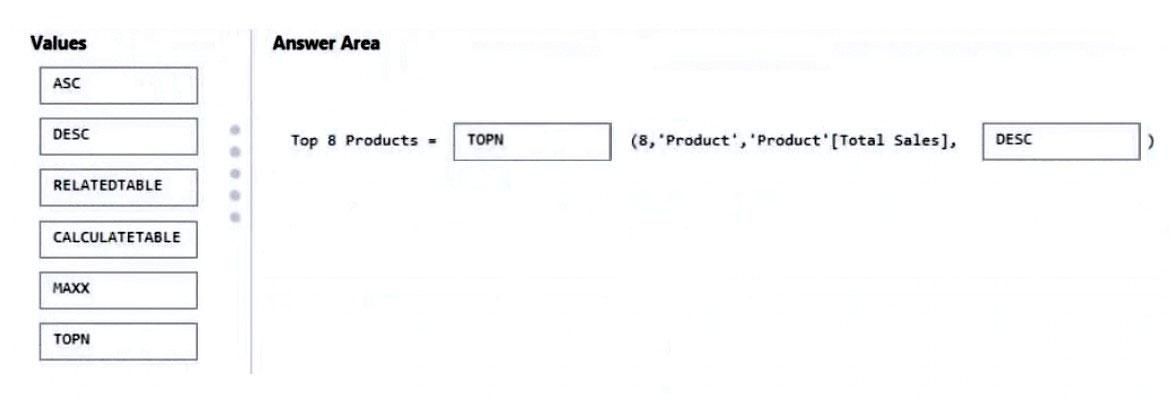 Values
ASC
DESC
RELATEDTABLE
CALCULATETABLE
MAXX
TOPN
Answer Area
Top 8 Products = TOPN (8,'Product','Product'[Total Sales], DESC )